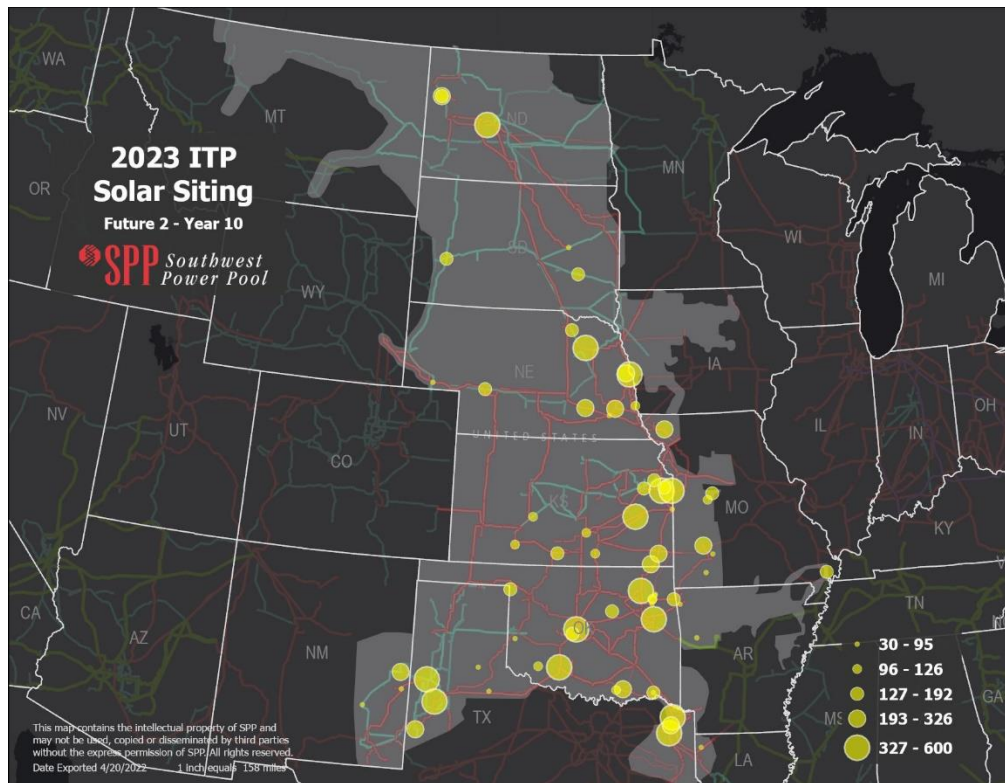 WA
MT
ND
MN
OR
2023 ITP
Solar Siting
Future 2 - Year 10
SPP Southwest
Power Pool
SD
WI
MI
WY
IA
NE
NV
UT
IL
IN
OH
UNITED STATES
CO
KS
MO
KY
CA
AZ
NM
OK
TN
AR
TX
MS
GA
LA
30 - 95
96 - 126
127 - 192
193 - 326
327 - 600
This map contains the intellectual property of SPP and
may not be used, copied or disseminated by third parties
without the express permission of SPP. All rights reserved.
Date Exported 4/20/2022 1 inch equals 158 miles